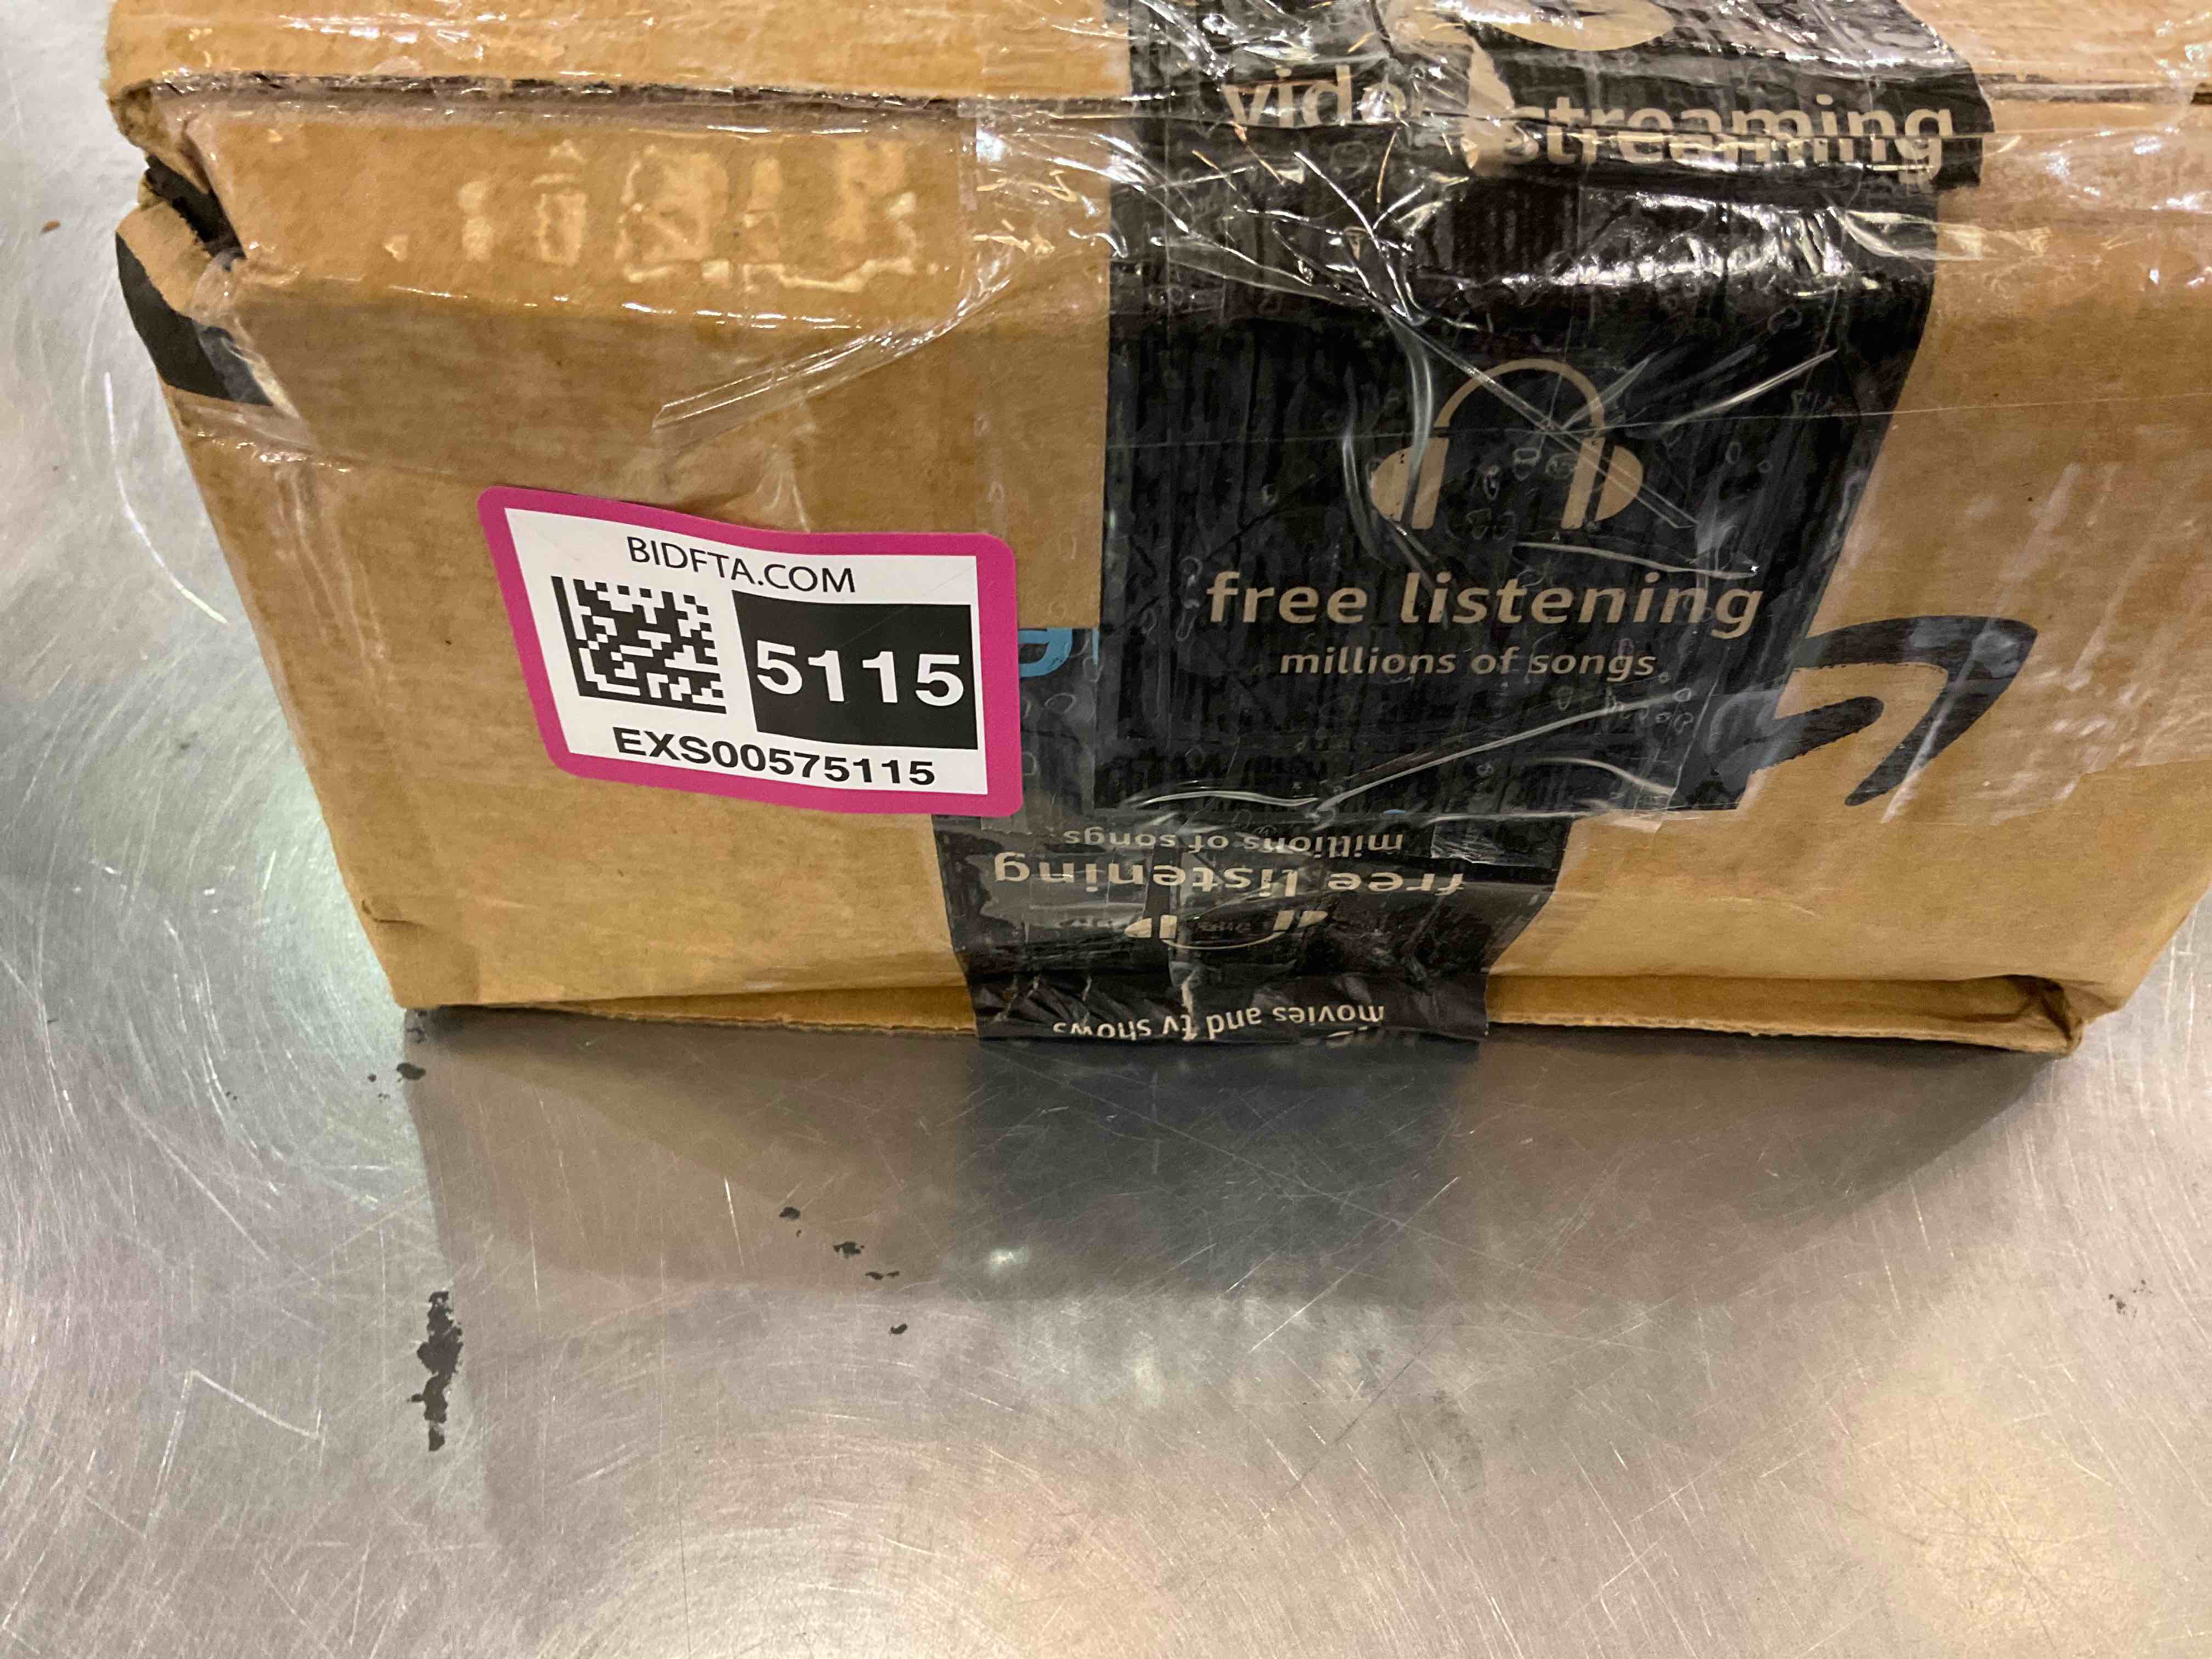 video streaming
BIDFTA.COM
5115
EXS00575115
free listening
millions of songs
millions of songs
free listening
movies and tv shows